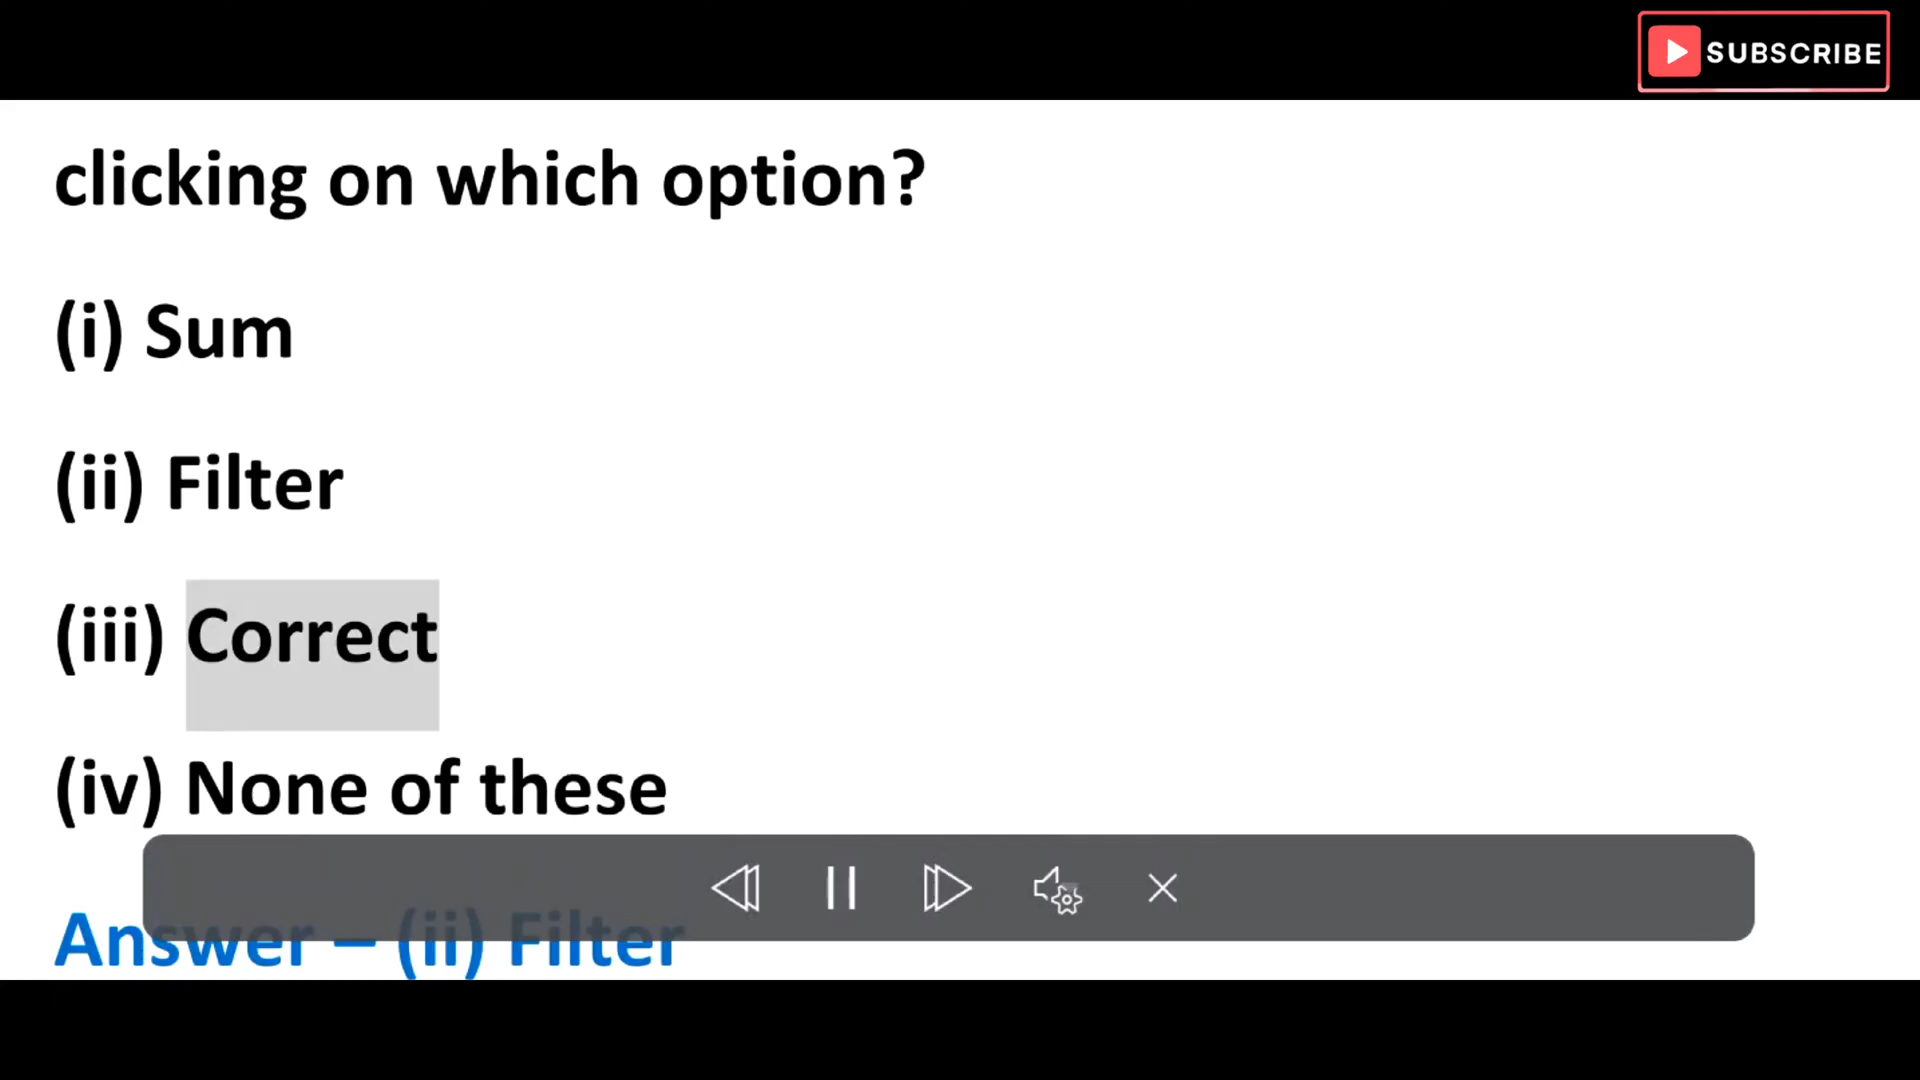 SUBSCRIBE
clicking on which option?
(i) Sum
(ii) Filter
(iii) Correct
(iv) None of these
Answer – (ii) Filter